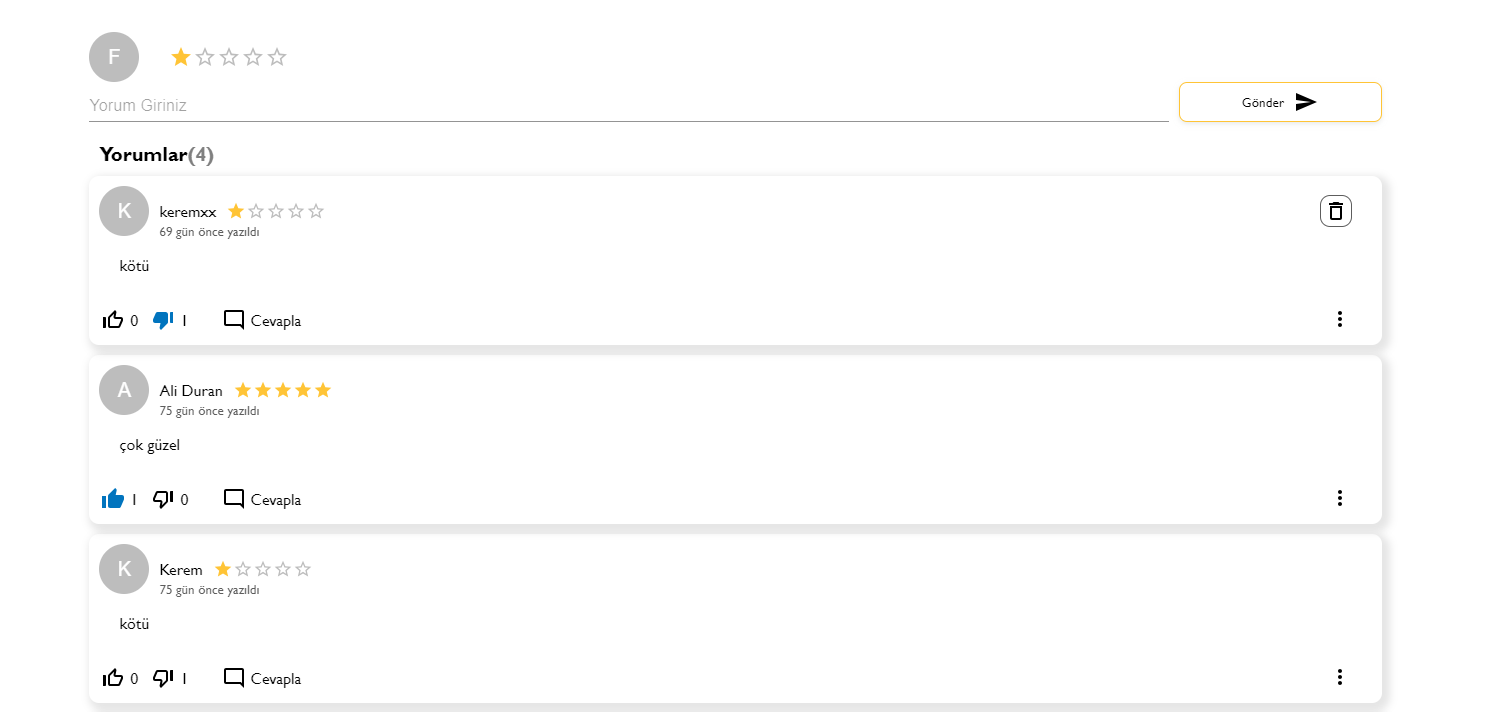 F
Yorum Giriniz
Gönder
Yorumlar(4)
K
keremxx
69 gün önce yazıldı
kötü
0 1 Cevapla
A
Ali Duran
75 gün önce yazıldı
çok güzel
1 0 Cevapla
K
Kerem
75 gün önce yazıldı
kötü
0 1 Cevapla